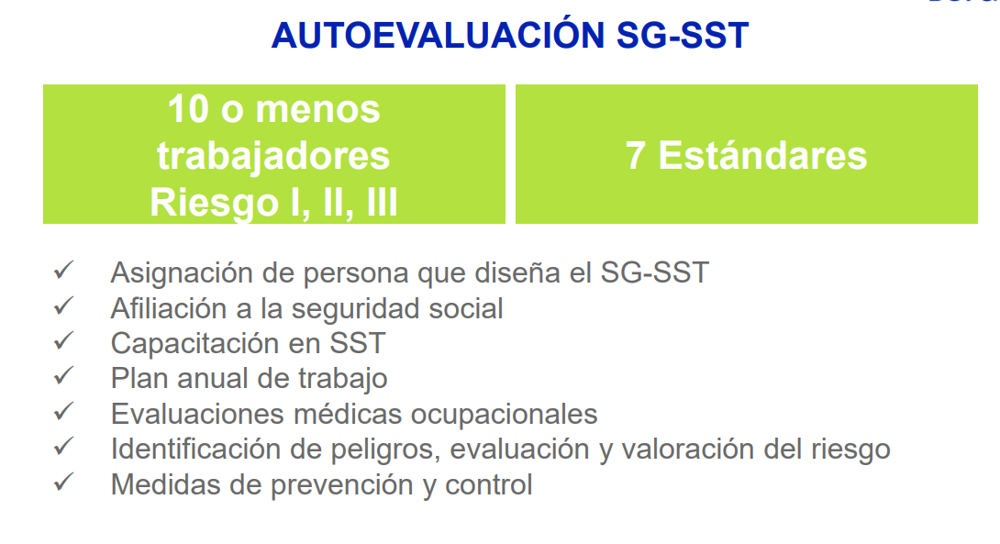 AUTOEVALUACIÓN SG-SST
10 o menos
trabajadores
Riesgo I, II, III
7 Estándares
✓ Asignación de persona que diseña el SG-SST
✓ Afiliación a la seguridad social
✓ Capacitación en SST
✓ Plan anual de trabajo
✓ Evaluaciones médicas ocupacionales
✓ Identificación de peligros, evaluación y valoración del riesgo
✓ Medidas de prevención y control